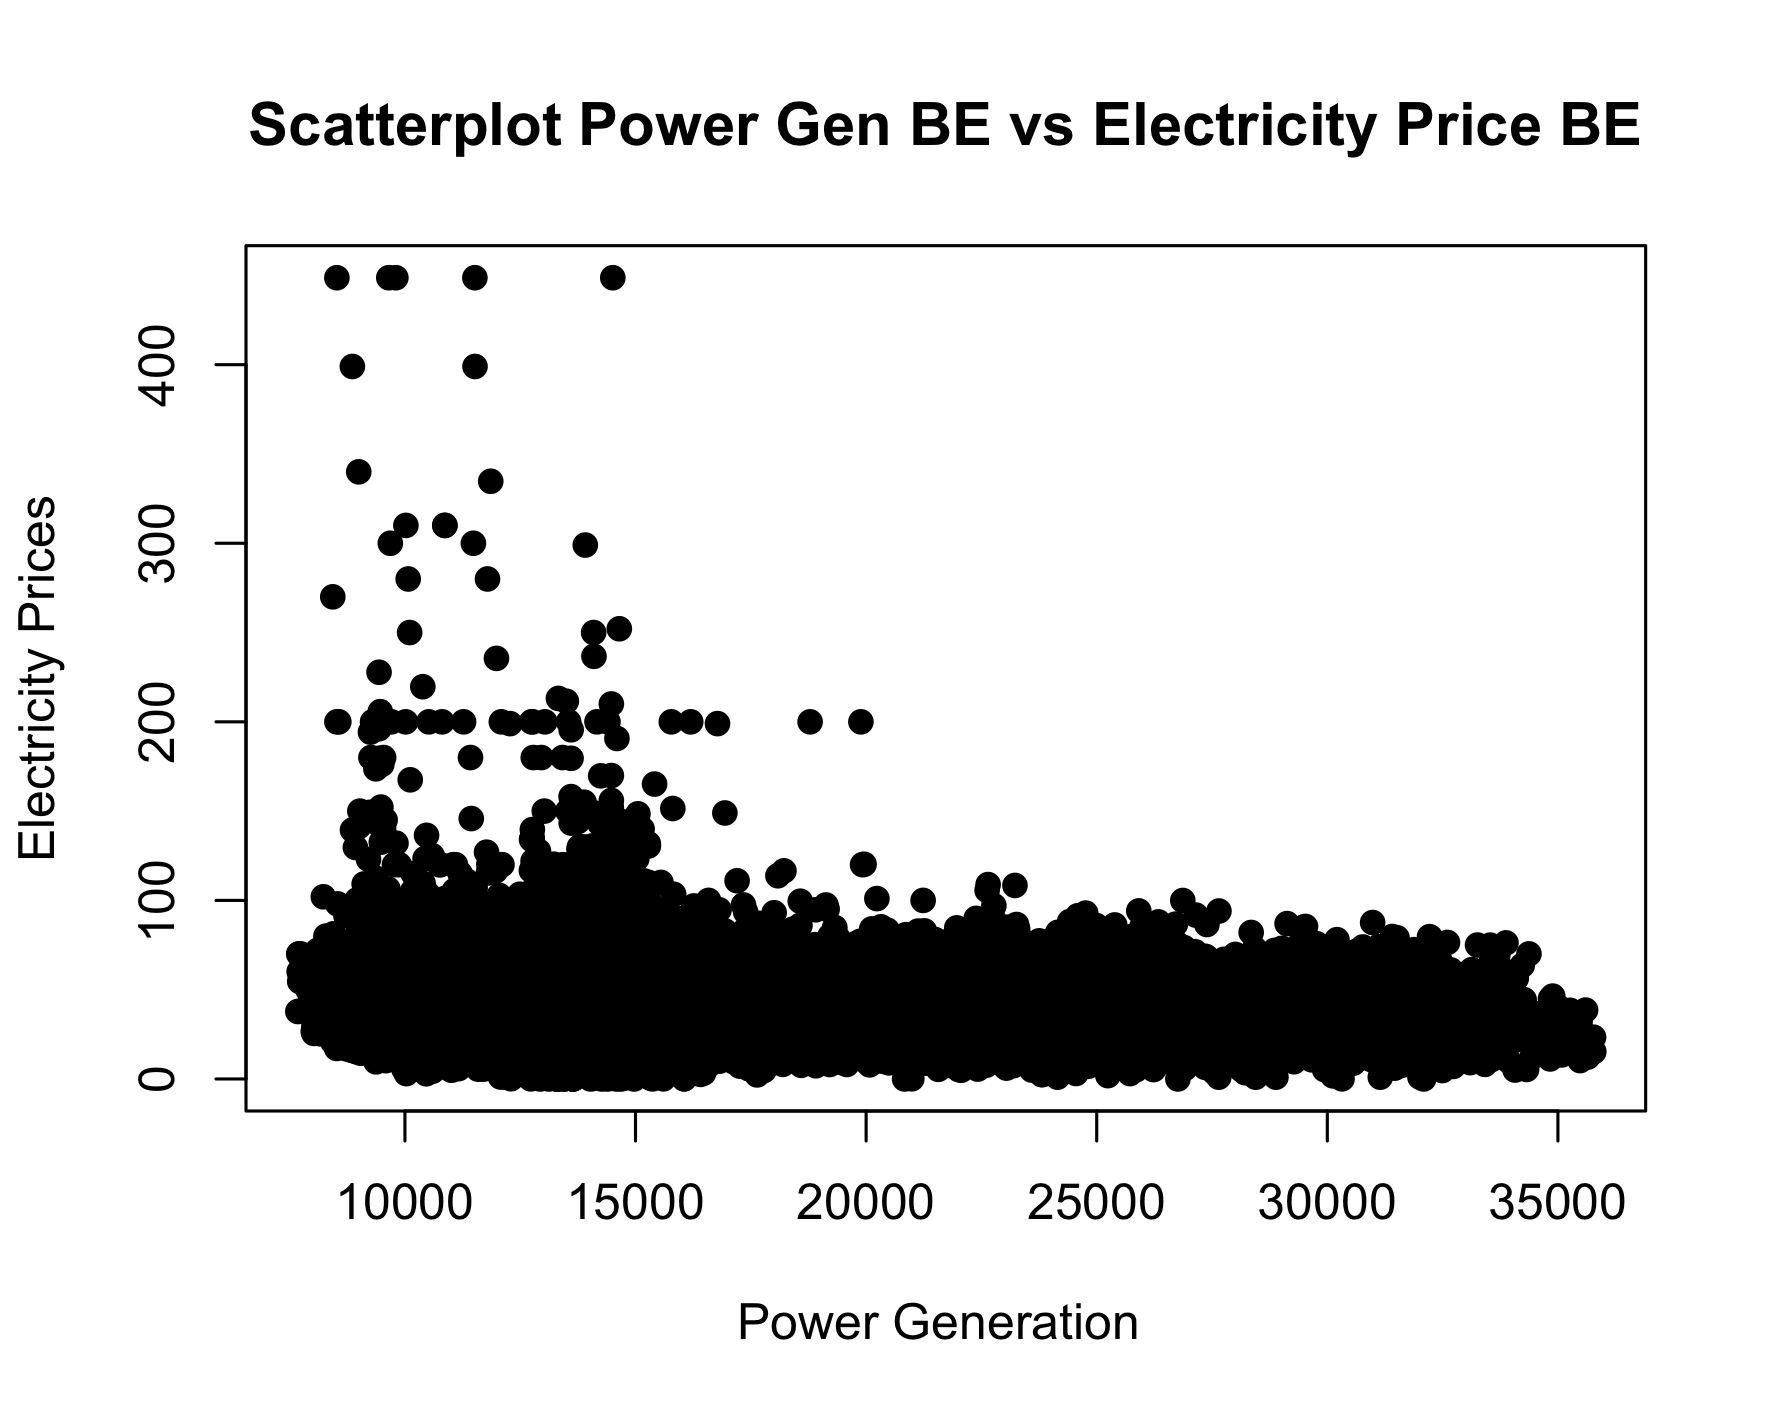 Scatterplot Power Gen BE vs Electricity Price BE
Electricity Prices
400
300
200
100
0
10000 15000 20000 25000 30000 35000
Power Generation